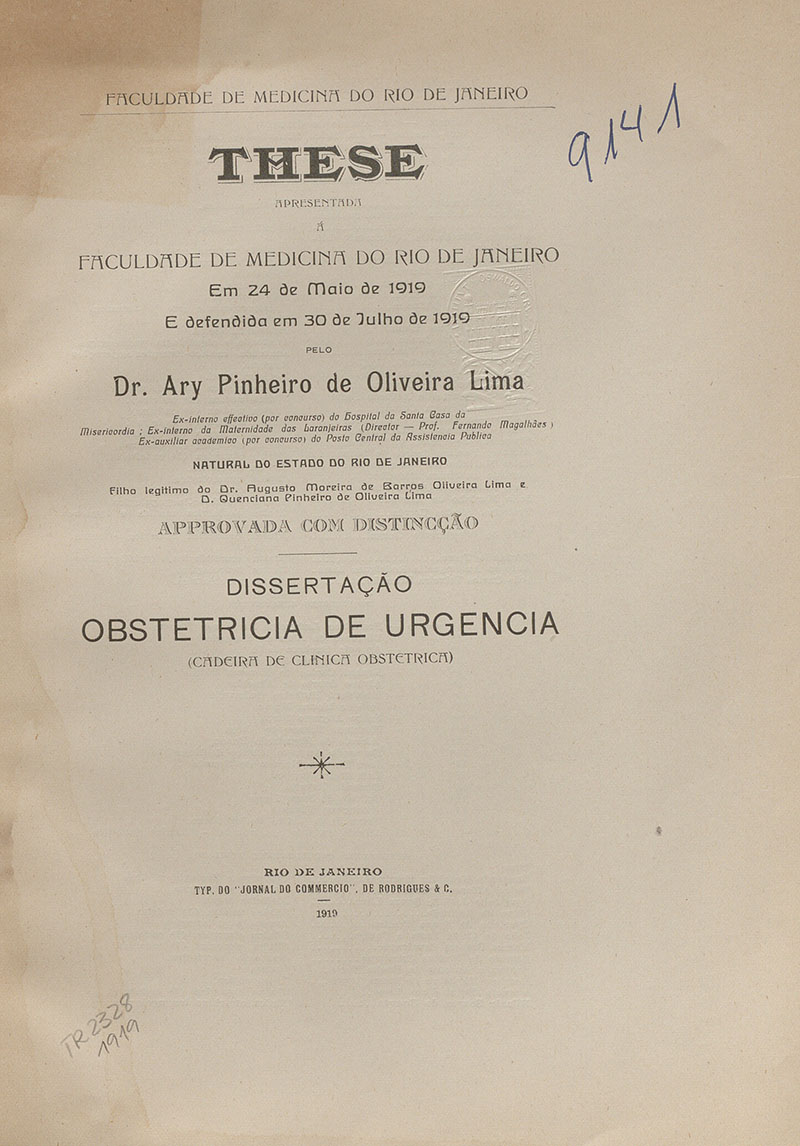 FACULDADE DE MEDICINA DO RIO DE JANEIRO
9141
THESE
APRESENTADA
Á
FACULDADE DE MEDICINA DO RIO DE JANEIRO
Em 24 de Maio de 1919
E defendida em 30 de Julho de 1919
PELO
Dr. Ary Pinheiro de Oliveira Lima
Ex-interno effectivo (por concurso) do Hospital da Santa Casa da
Misericordia ; Ex-interno da Maternidade das Laranjeiras (Director — Prof. Fernando Magalhães)
Ex-auxiliar academico (por concurso) do Posto Central da Assistencia Publica
NATURAL DO ESTADO DO RIO DE JANEIRO
Filho legitimo do Dr. Augusto Moreira de Barros Oliveira Lima e
D. Quenciana Pinheiro de Oliveira Lima
APPROVADA COM DISTINCÇÃO
DISSERTAÇÃO
OBSTETRICIA DE URGENCIA
(CADEIRA DE CLINICA OBSTETRICA)
RIO DE JANEIRO
TYP. DO "JORNAL DO COMMERCIO", DE RODRIGUES & C.
1919
TR 2328
1919